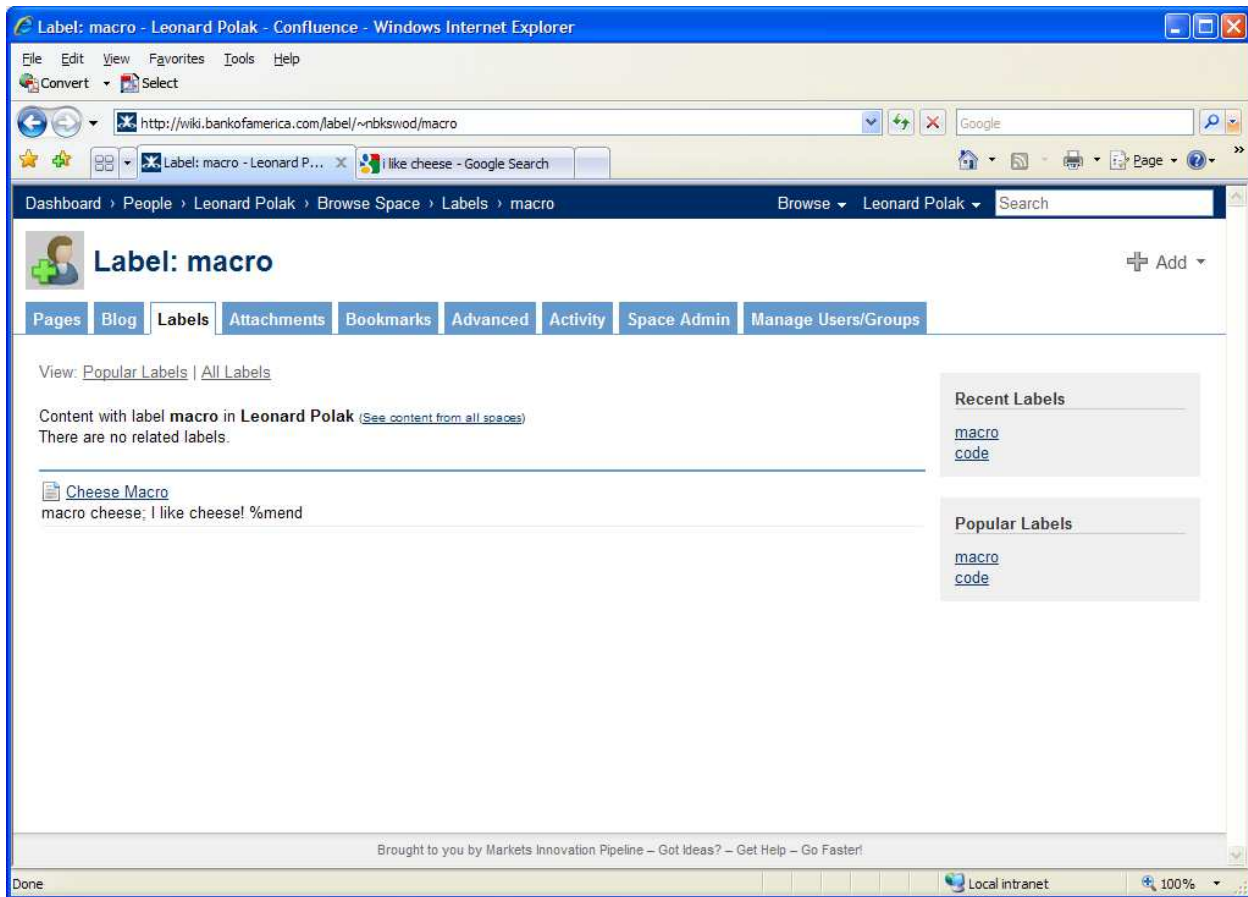 Label: macro - Leonard Polak - Confluence - Windows Internet Explorer
File Edit View Favorites Tools Help
Convert Select
http://wiki.bankofamerica.com/label/~nbkswod/macro Google
Label: macro - Leonard P... i like cheese - Google Search Page »
Dashboard › People › Leonard Polak › Browse Space › Labels › macro Browse Leonard Polak Search
Label: macro Add
Pages Blog Labels Attachments Bookmarks Advanced Activity Space Admin Manage Users/Groups
View: Popular Labels | All Labels
Content with label macro in Leonard Polak (See content from all spaces)
There are no related labels.
Cheese Macro
macro cheese; I like cheese! %mend
Recent Labels
macro
code
Popular Labels
macro
code
Brought to you by Markets Innovation Pipeline – Got Ideas? – Get Help – Go Faster!
Done Local intranet 100%